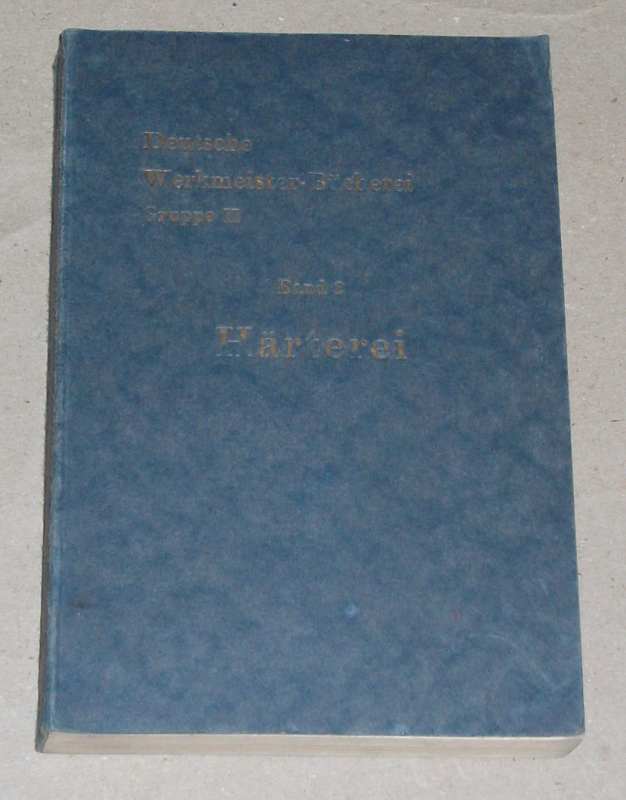 Deutsche
Werkmeister-Bücherei
Gruppe II
Band 2
Härterei